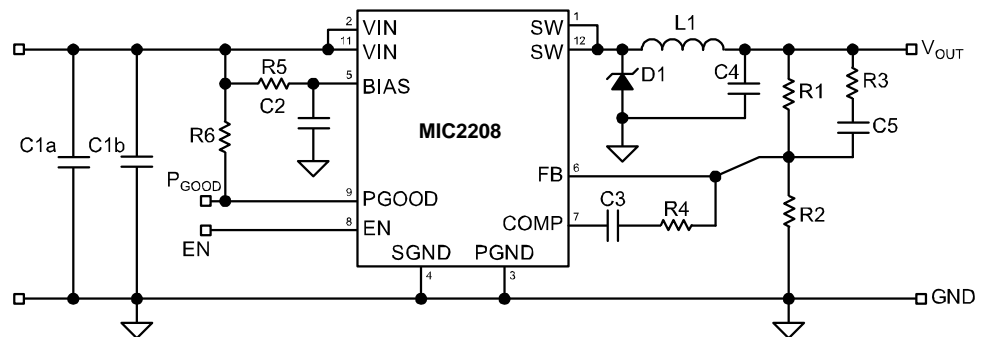 2
VIN
11
VIN
R5
5
BIAS
C2
R6
C1a
C1b
PGOOD
9
PGOOD
8
EN
EN
SGND
4
PGND
3
MIC2208
1
SW
12
SW
L1
D1
C4
R1
R3
C5
VOUT
FB
6
COMP
7
C3
R4
R2
GND